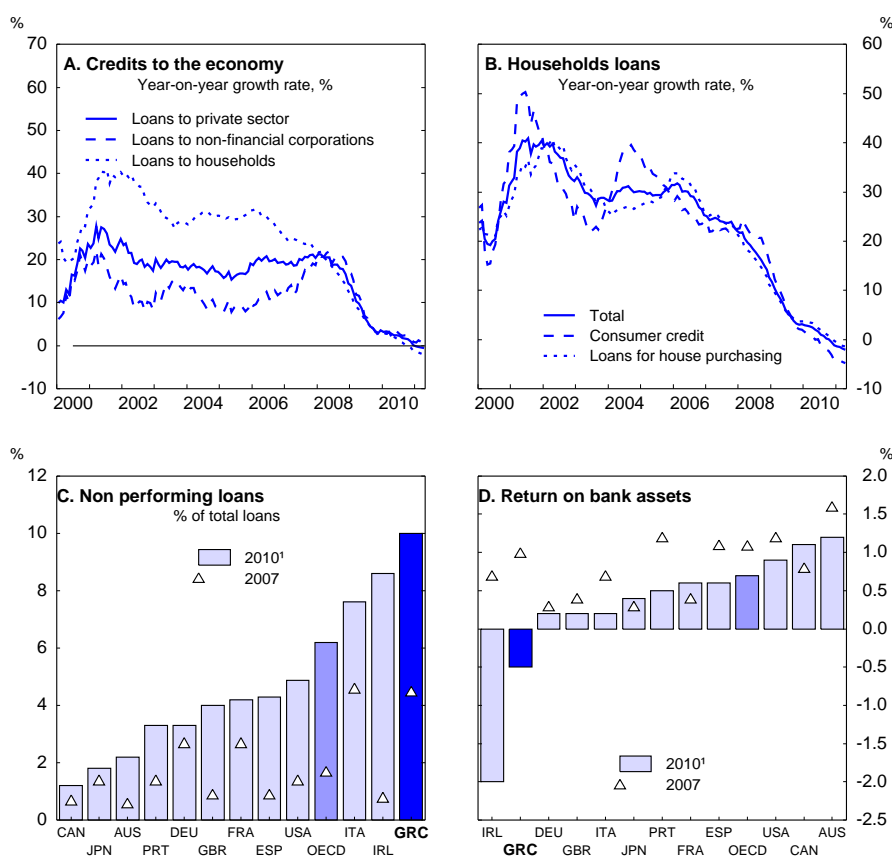 %
A. Credits to the economy
Year-on-year growth rate, %
Loans to private sector
Loans to non-financial corporations
Loans to households
70
60
50
40
30
20
10
0
-10
2000 2002 2004 2006 2008 2010
%
B. Households loans
Year-on-year growth rate, %
Total
Consumer credit
Loans for house purchasing
60
50
40
30
20
10
0
-10
2000 2002 2004 2006 2008 2010
%
C. Non performing loans
% of total loans
2010¹
2007
12
10
8
6
4
2
0
CAN AUS DEU FRA USA ITA GRC
JPN PRT GBR ESP OECD IRL
%
D. Return on bank assets
2010¹
2007
2.0
1.5
1.0
0.5
0.0
-0.5
-1.0
-1.5
-2.0
-2.5
IRL DEU ITA PRT ESP USA AUS
GRC GBR JPN FRA OECD CAN